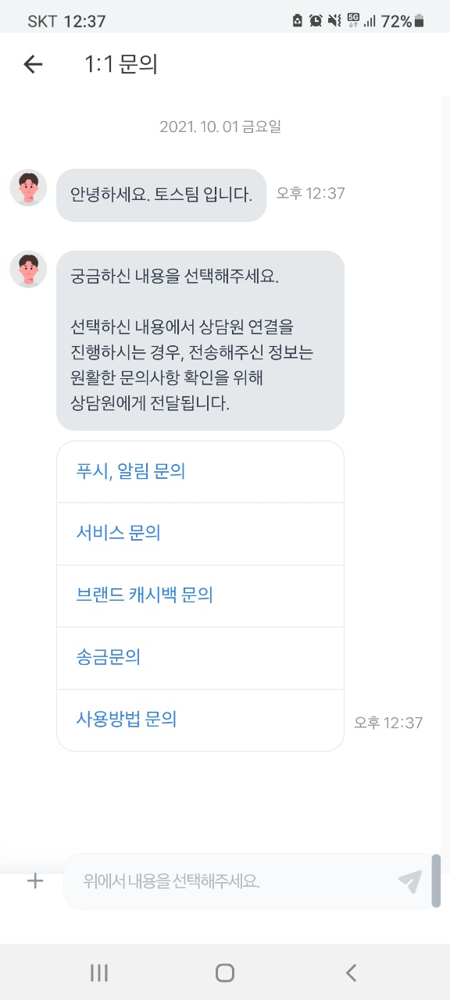 SKT 12:37 5G 72%
1:1 문의
2021. 10. 01 금요일
안녕하세요. 토스팀 입니다. 오후 12:37
궁금하신 내용을 선택해주세요.
선택하신 내용에서 상담원 연결을
진행하시는 경우, 전송해주신 정보는
원활한 문의사항 확인을 위해
상담원에게 전달됩니다.
푸시, 알림 문의
서비스 문의
브랜드 캐시백 문의
송금문의
사용방법 문의 오후 12:37
위에서 내용을 선택해주세요.